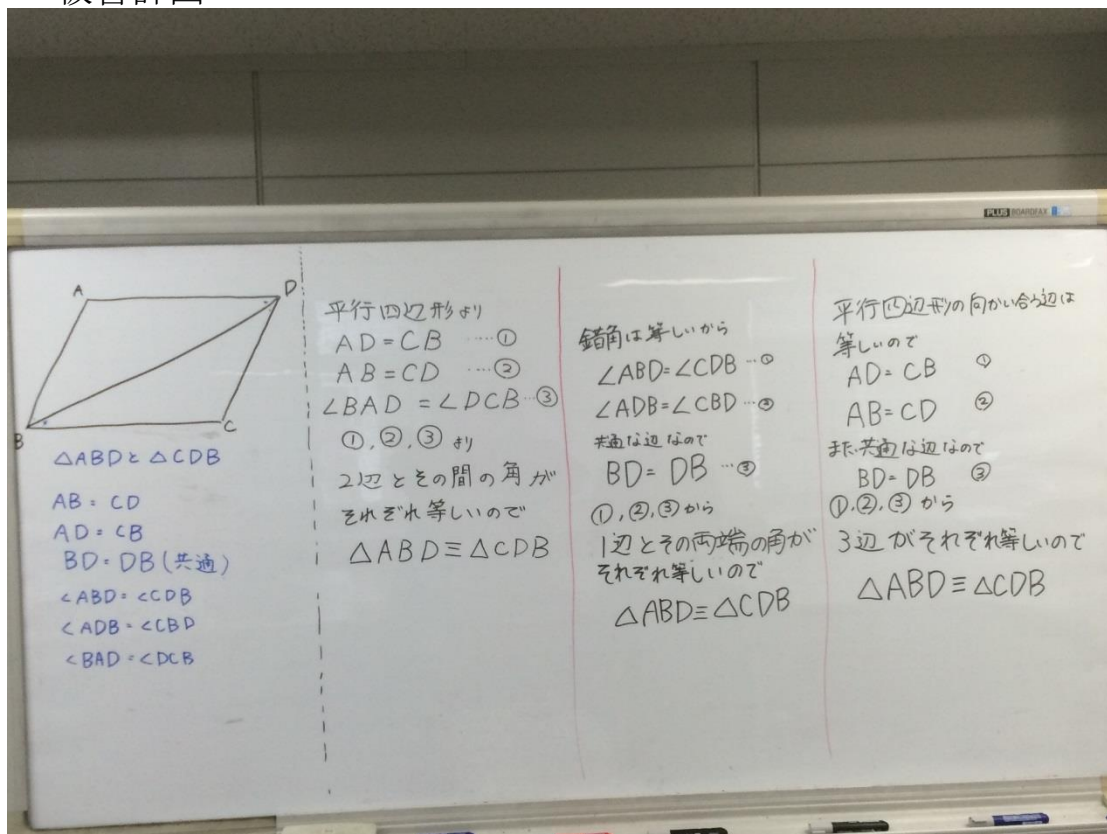 板書計画
PLUS BOARDFAX
A
D
B
C
△ABDと△CDB
AB=CD
AD=CB
BD=DB(共通)
∠ABD=∠CDB
∠ADB=∠CBD
∠BAD=∠DCB
平行四辺形より
AD=CB ……①
AB=CD ……②
∠BAD=∠DCB…③
①,②,③より
2辺とその間の角が
それぞれ等しいので
△ABD≡△CDB
錯角は等しいから
∠ABD=∠CDB…①
∠ADB=∠CBD…②
共通な辺なので
BD=DB…③
①,②,③から
1辺とその両端の角が
それぞれ等しいので
△ABD≡△CDB
平行四辺形の向かい合う辺は
等しいので
AD=CB ①
AB=CD ②
また、共通な辺なので
BD=DB ③
①,②,③から
3辺がそれぞれ等しいので
△ABD≡△CDB